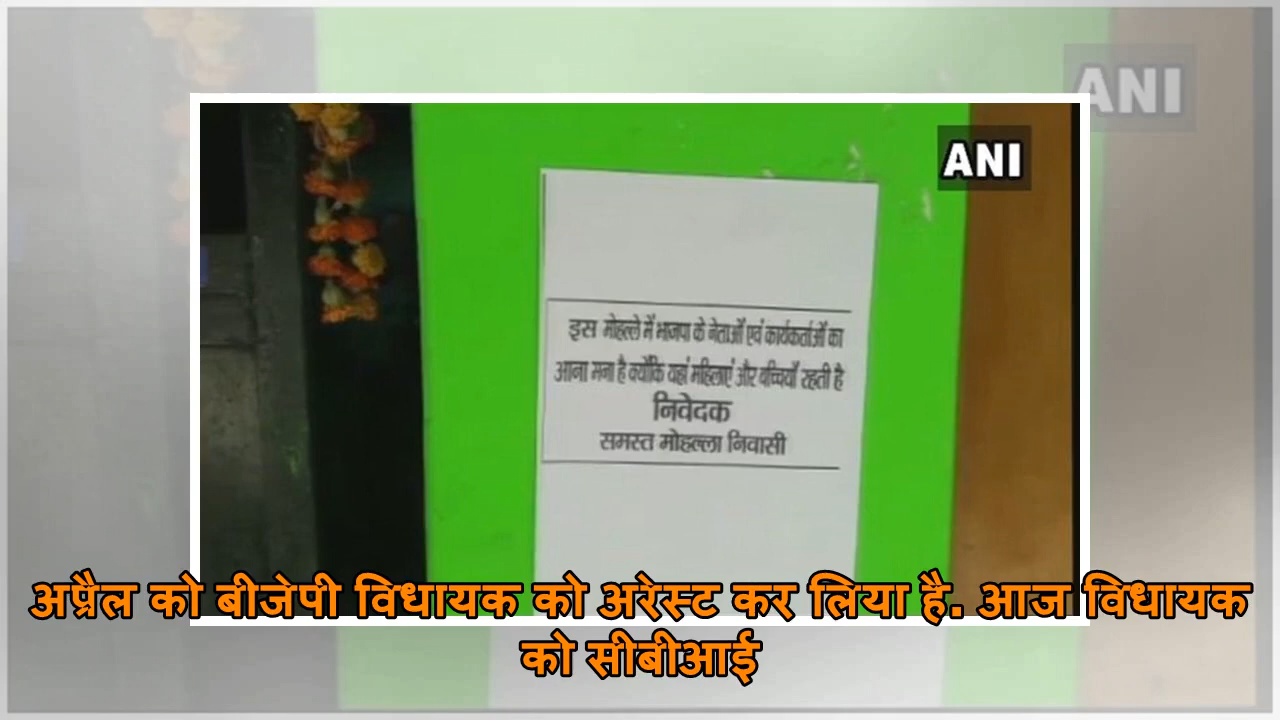 ANI
ANI
इस मोहल्ले में भाजपा के नेताओं एवं कार्यकर्ताओं का
आना मना है क्योंकि यहां महिलाएं और बच्चियाँ रहती है
निवेदक
समस्त मोहल्ला निवासी
अप्रैल को बीजेपी विधायक को अरेस्ट कर लिया है. आज विधायक
को सीबीआई